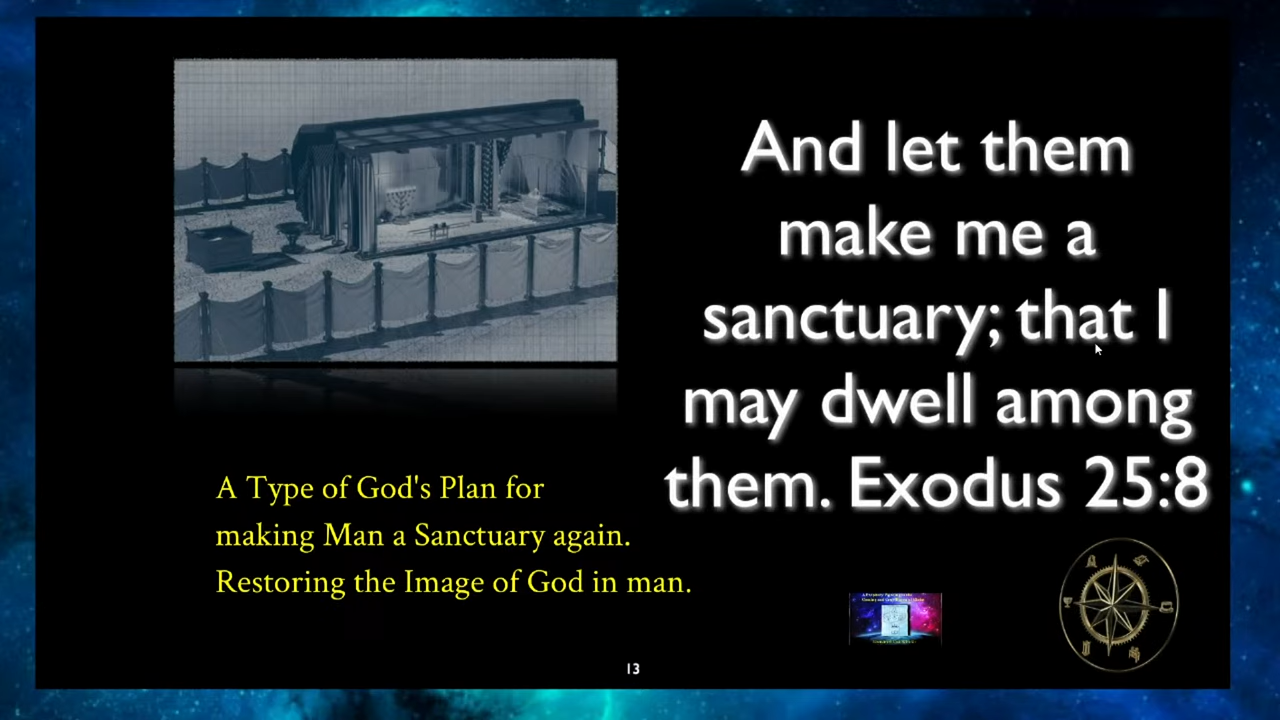 And let them
make me a
sanctuary; that I
may dwell among
them. Exodus 25:8
A Type of God's Plan for
making Man a Sanctuary again.
Restoring the Image of God in man.
13